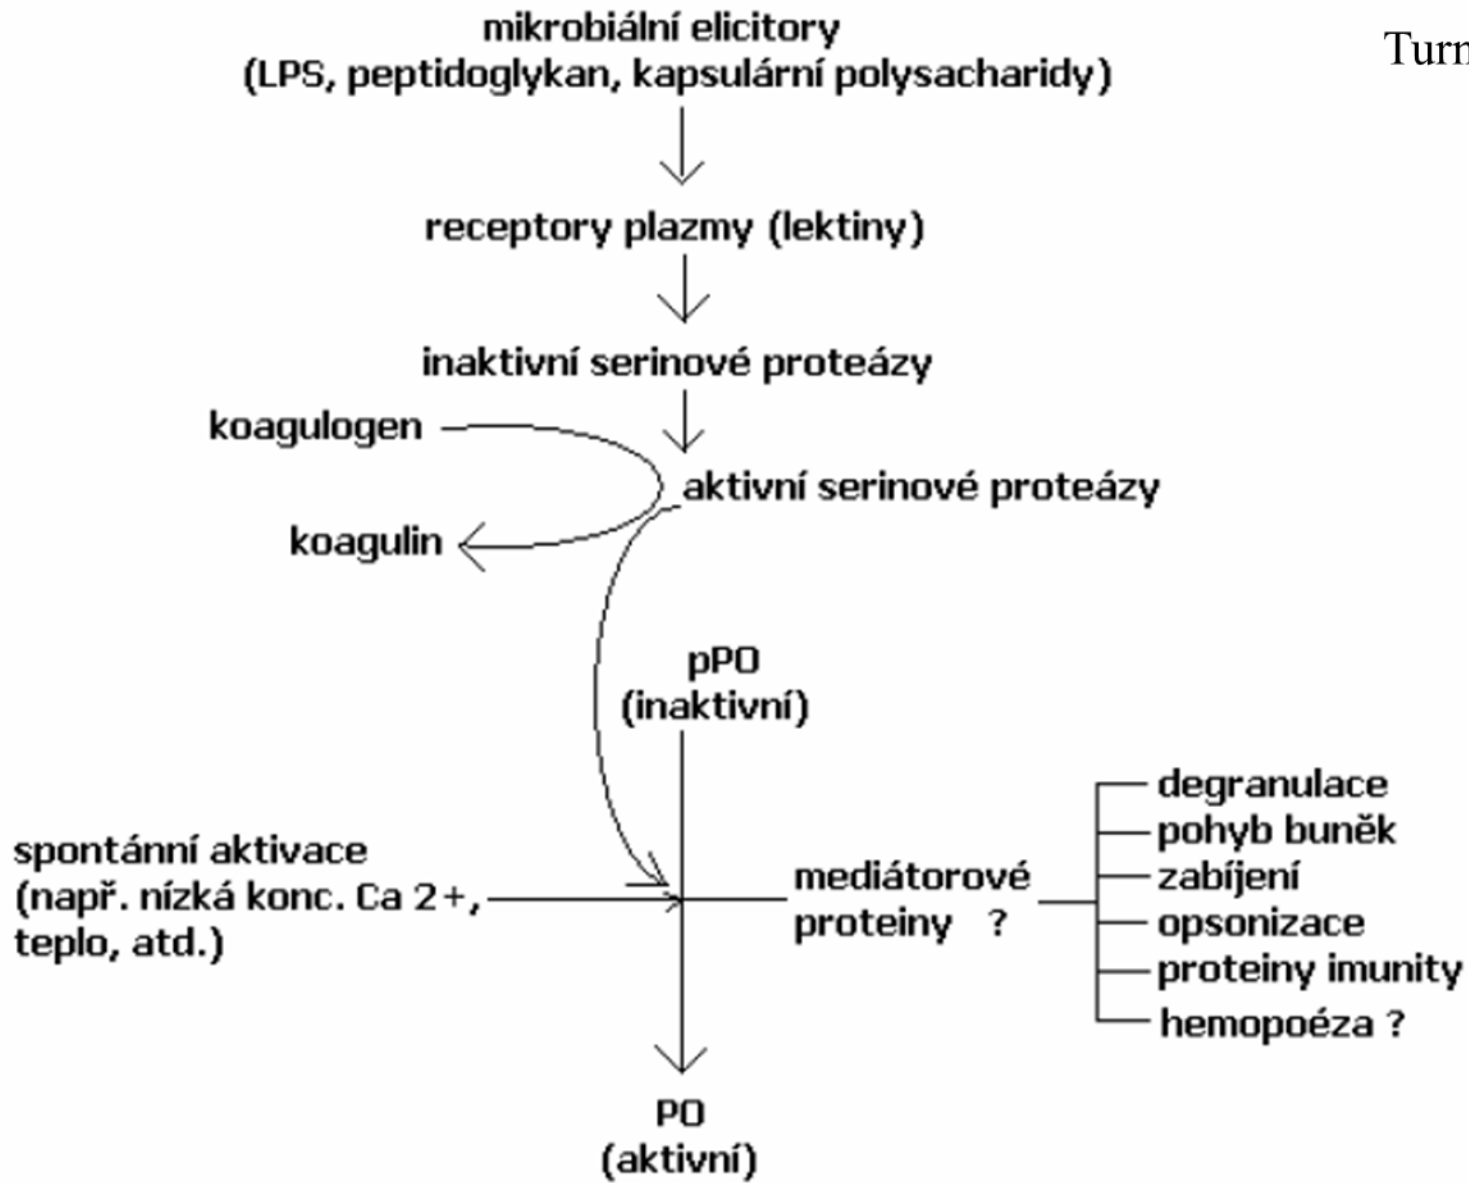 mikrobiální elicitory
(LPS, peptidoglykan, kapsulární polysacharidy)
Turn
receptory plazmy (lektiny)
inaktivní serinové proteázy
koagulogen
aktivní serinové proteázy
koagulin
pPO
(inaktivní)
spontánní aktivace
(např. nízká konc. Ca 2+,
teplo, atd.)
mediátorové
proteiny ?
degranulace
pohyb buněk
zabíjení
opsonizace
proteiny imunity
hemopoéza ?
PO
(aktivní)